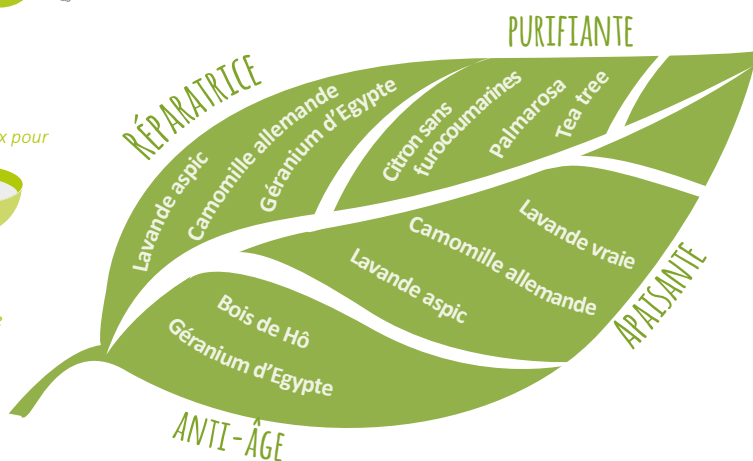 PURIFIANTE
RÉPARATRICE
x pour
Lavande aspic
Camomille allemande
Géranium d'Egypte
Citron sans
furocoumarines
Palmarosa
Tea tree
Lavande vraie
Camomille allemande
Lavande aspic
APAISANTE
Bois de Hô
Géranium d'Egypte
ANTI-ÂGE